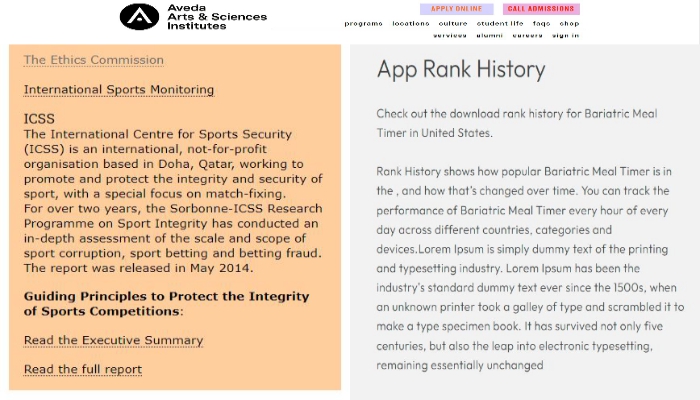 Aveda
Arts & Sciences
Institutes
APPLY ONLINE
CALL ADMISSIONS
programs locations culture student life faqs shop
services alumni careers sign in
The Ethics Commission
International Sports Monitoring
ICSS
The International Centre for Sports Security
(ICSS) is an international, not-for-profit
organisation based in Doha, Qatar, working to
promote and protect the integrity and security of
sport, with a special focus on match-fixing.
For over two years, the Sorbonne-ICSS Research
Programme on Sport Integrity has conducted an
in-depth assessment of the scale and scope of
sport corruption, sport betting and betting fraud.
The report was released in May 2014.
Guiding Principles to Protect the Integrity
of Sports Competitions:
Read the Executive Summary
Read the full report
App Rank History
Check out the download rank history for Bariatric Meal
Timer in United States.
Rank History shows how popular Bariatric Meal Timer is in
the , and how that's changed over time. You can track the
performance of Bariatric Meal Timer every hour of every
day across different countries, categories and
devices.Lorem Ipsum is simply dummy text of the printing
and typesetting industry. Lorem Ipsum has been the
industry's standard dummy text ever since the 1500s, when
an unknown printer took a galley of type and scrambled it to
make a type specimen book. It has survived not only five
centuries, but also the leap into electronic typesetting,
remaining essentially unchanged